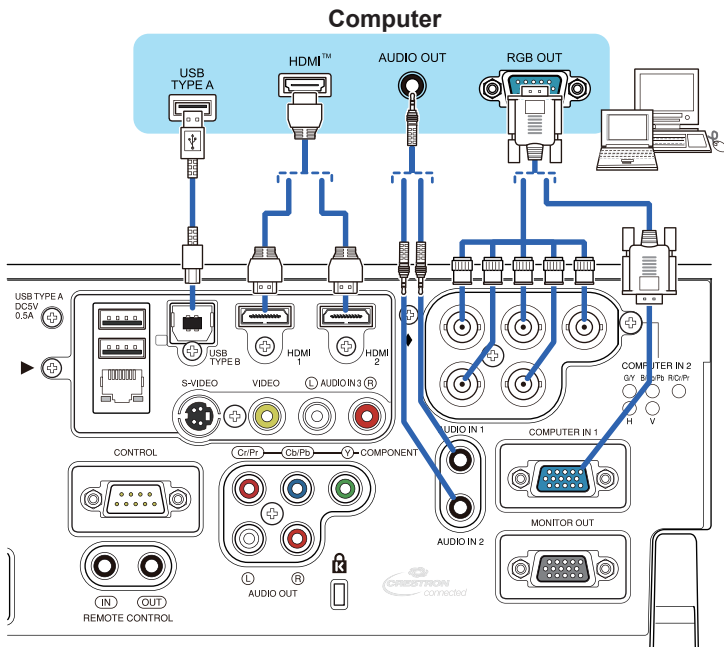 Computer
USB
TYPE A
HDMI™
AUDIO OUT
RGB OUT
USB TYPE A
DC5V
0.5A
USB
TYPE B
HDMI
1
HDMI
2
S-VIDEO
VIDEO
L AUDIO IN 3 R
COMPUTER IN 2
G/Y B/Cb/Pb R/Cr/Pr
H V
CONTROL
Cr/Pr Cb/Pb Y COMPONENT
AUDIO IN 1
COMPUTER IN 1
AUDIO IN 2
MONITOR OUT
L R
AUDIO OUT
K
IN OUT
REMOTE CONTROL
CRESTRON
connected